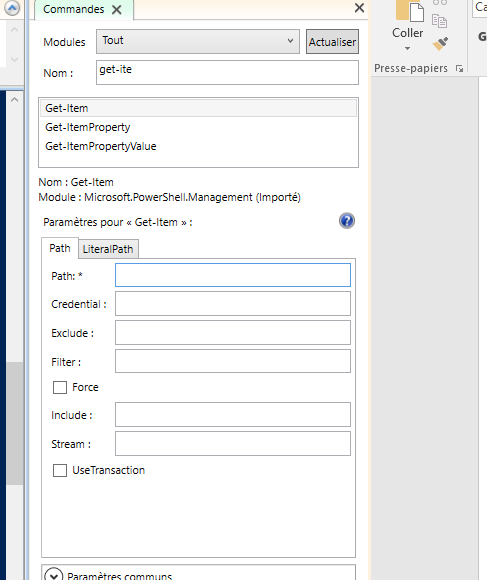 Commandes
Modules Tout Actualiser
Nom : get-ite
Get-Item
Get-ItemProperty
Get-ItemPropertyValue
Nom : Get-Item
Module : Microsoft.PowerShell.Management (Importé)
Paramètres pour « Get-Item » :
Path LiteralPath
Path: *
Credential :
Exclude :
Filter :
Force
Include :
Stream :
UseTransaction
Paramètres communs
Coller
Presse-papiers
Ca
G